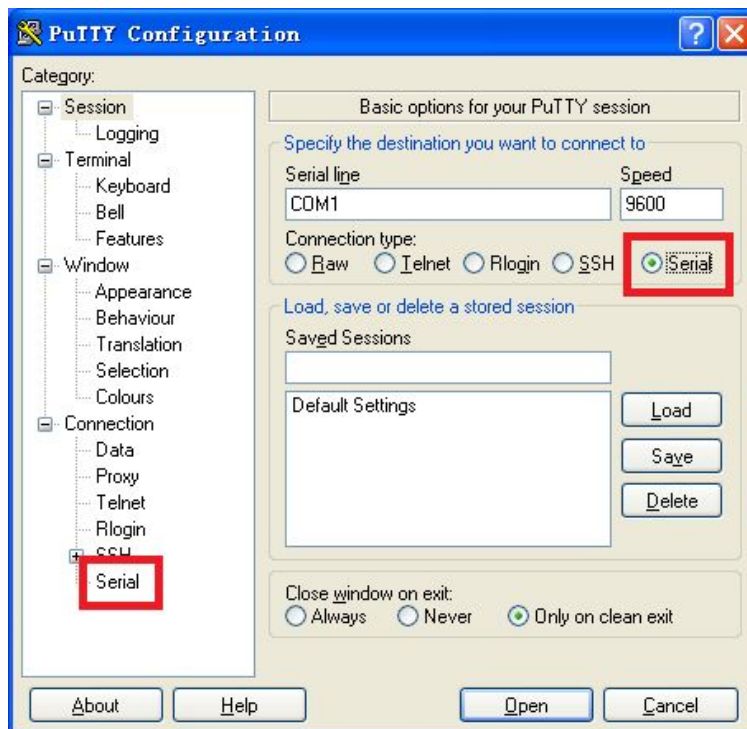 PuTTY Configuration
Category:
Session
Logging
Terminal
Keyboard
Bell
Features
Window
Appearance
Behaviour
Translation
Selection
Colours
Connection
Data
Proxy
Telnet
Rlogin
SSH
Serial
Basic options for your PuTTY session
Specify the destination you want to connect to
Serial line Speed
COM1 9600
Connection type:
Raw Telnet Rlogin SSH Serial
Load, save or delete a stored session
Saved Sessions
Default Settings
Load
Save
Delete
Close window on exit:
Always Never Only on clean exit
About Help Open Cancel